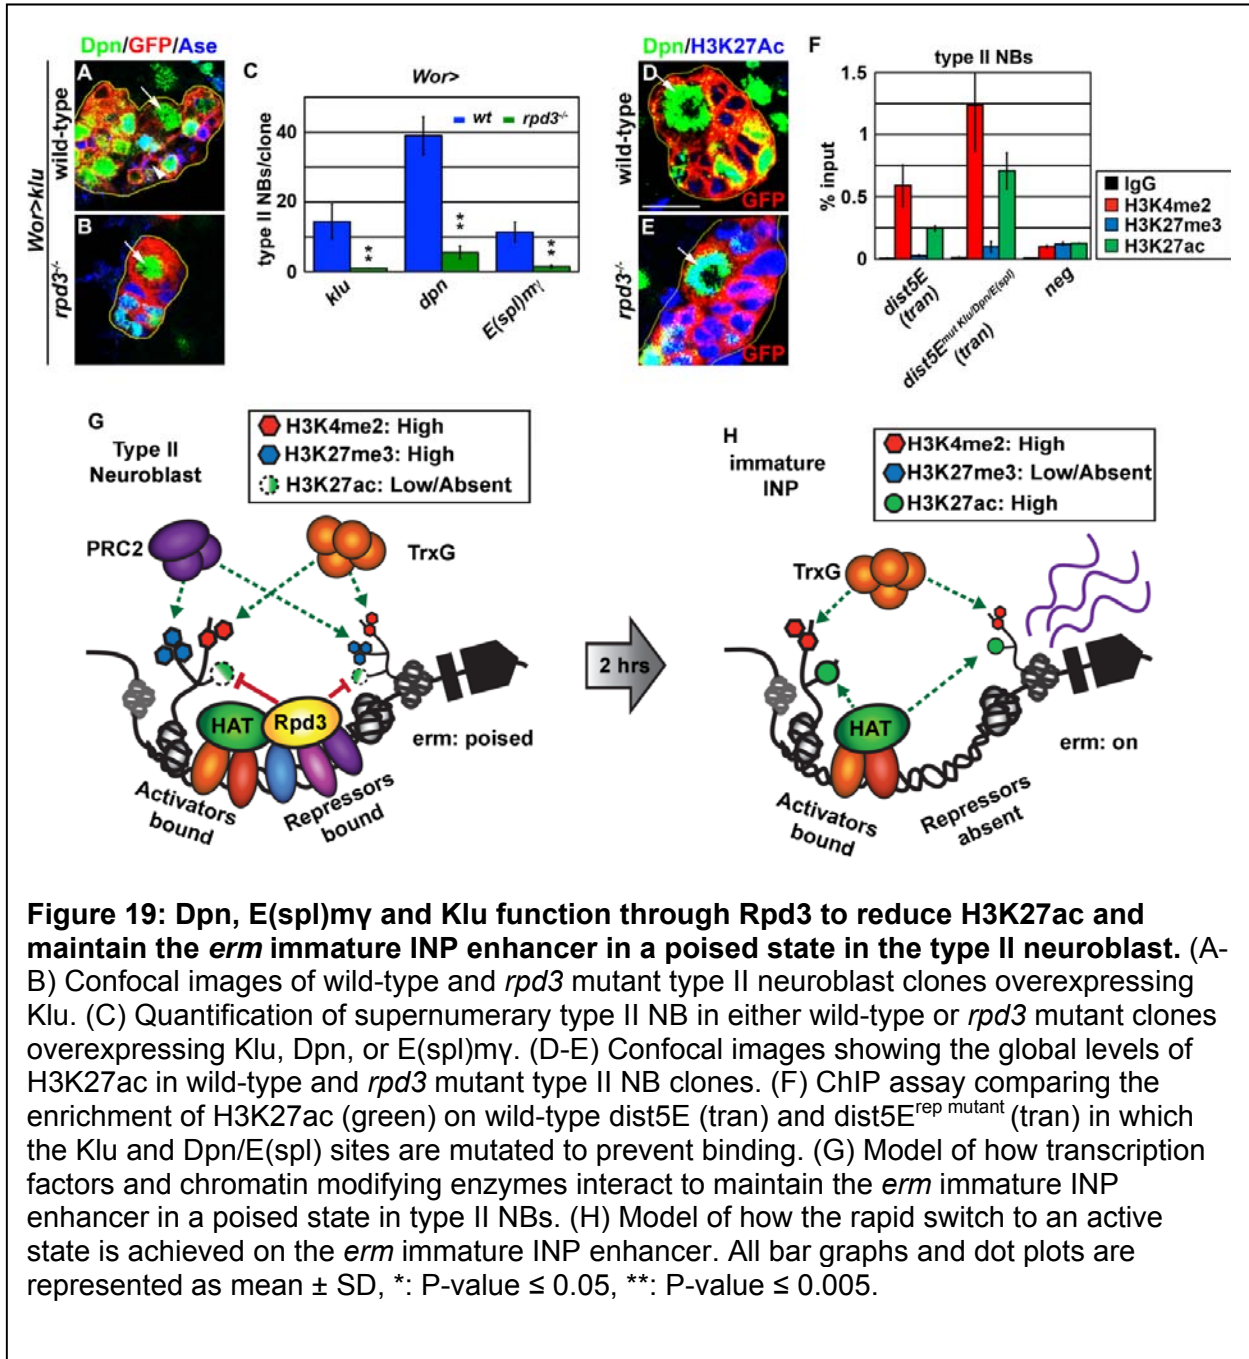 Dpn/GFP/Ase
A
wild-type
B
rpd3-/-
Wor>klu
C
Wor>
wt
rpd3-/-
type II NBs/clone
40
20
0
**
**
**
klu
dpn
E(spl)mγ
Dpn/H3K27Ac
D
wild-type
GFP
E
rpd3-/-
GFP
F
type II NBs
1.5
1
0.5
0
% input
dist5E
(tran)
dist5Emut Klu/Dpn/E(spl)
(tran)
neg
IgG
H3K4me2
H3K27me3
H3K27ac
G
Type II
Neuroblast
H3K4me2: High
H3K27me3: High
H3K27ac: Low/Absent
PRC2
TrxG
HAT
Rpd3
erm: poised
Activators
bound
Repressors
bound
2 hrs
H
immature
INP
H3K4me2: High
H3K27me3: Low/Absent
H3K27ac: High
TrxG
HAT
erm: on
Activators
bound
Repressors
absent
Figure 19: Dpn, E(spl)mγ and Klu function through Rpd3 to reduce H3K27ac and
maintain the erm immature INP enhancer in a poised state in the type II neuroblast. (A-
B) Confocal images of wild-type and rpd3 mutant type II neuroblast clones overexpressing
Klu. (C) Quantification of supernumerary type II NB in either wild-type or rpd3 mutant clones
overexpressing Klu, Dpn, or E(spl)mγ. (D-E) Confocal images showing the global levels of
H3K27ac in wild-type and rpd3 mutant type II NB clones. (F) ChIP assay comparing the
enrichment of H3K27ac (green) on wild-type dist5E (tran) and dist5Erep mutant (tran) in which
the Klu and Dpn/E(spl) sites are mutated to prevent binding. (G) Model of how transcription
factors and chromatin modifying enzymes interact to maintain the erm immature INP
enhancer in a poised state in type II NBs. (H) Model of how the rapid switch to an active
state is achieved on the erm immature INP enhancer. All bar graphs and dot plots are
represented as mean ± SD, *: P-value ≤ 0.05, **: P-value ≤ 0.005.